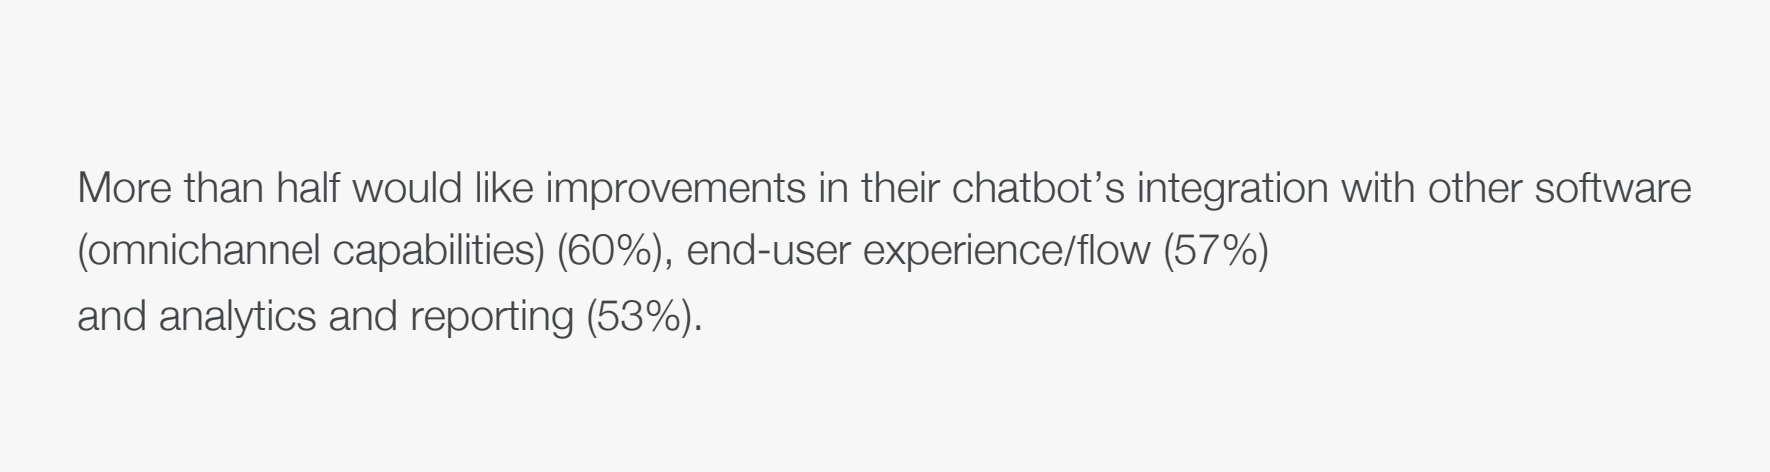 More than half would like improvements in their chatbot’s integration with other software
(omnichannel capabilities) (60%), end-user experience/flow (57%)
and analytics and reporting (53%).